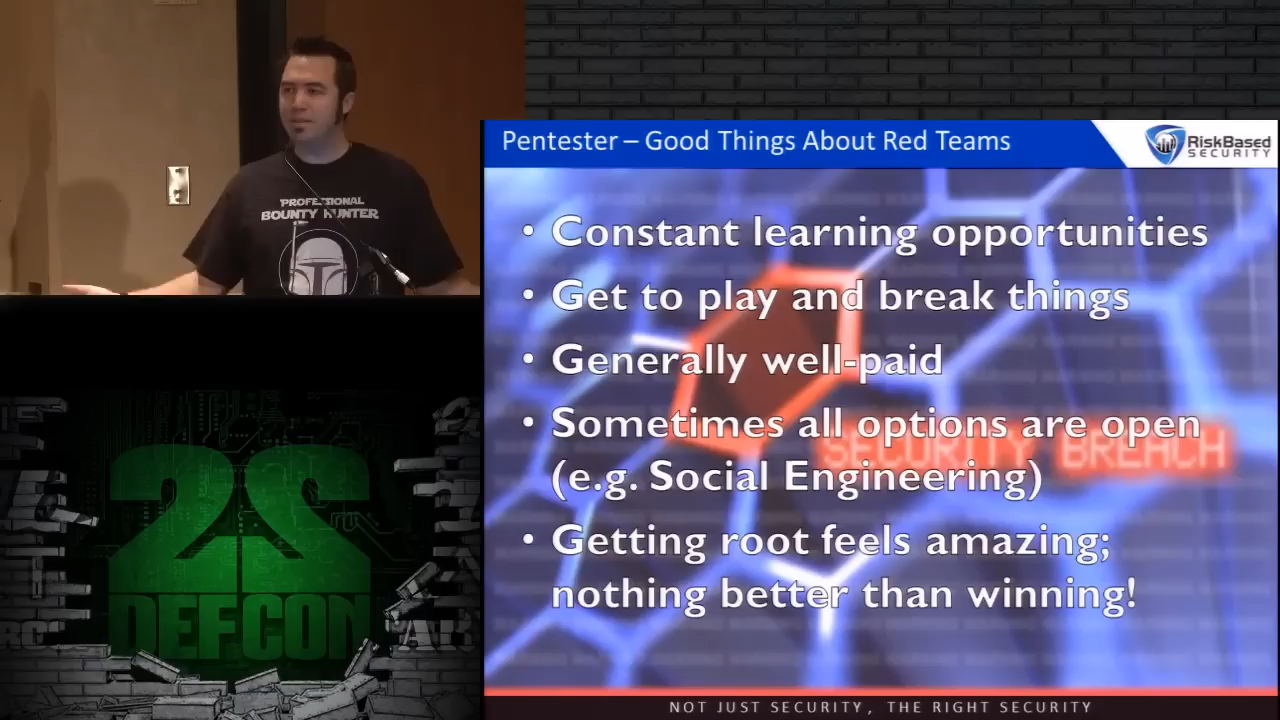 PROFESSIONAL
BOUNTY HUNTER
Pentester – Good Things About Red Teams
RiskBased
SECURITY
• Constant learning opportunities
• Get to play and break things
• Generally well-paid
• Sometimes all options are open
(e.g. Social Engineering)
SECURITY BREACH
• Getting root feels amazing;
nothing better than winning!
22
DEFCON
NOT JUST SECURITY, THE RIGHT SECURITY